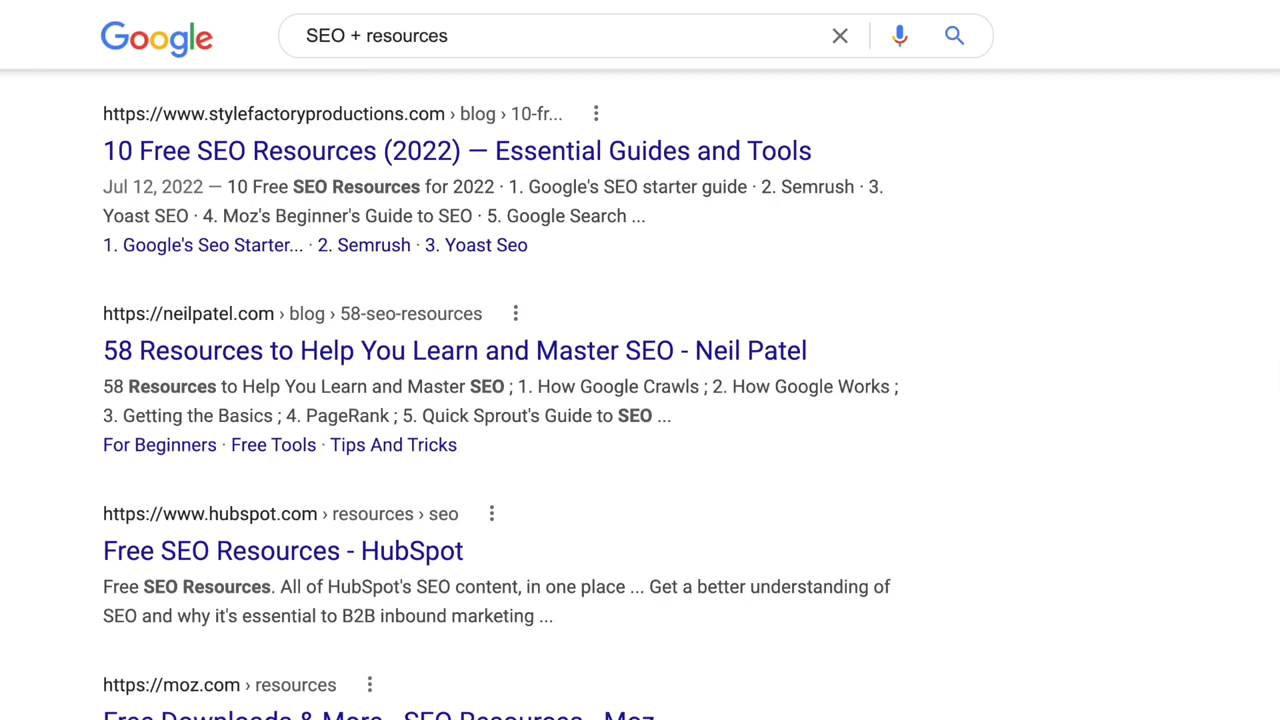 Google
SEO + resources
https://www.stylefactoryproductions.com › blog › 10-fr...
10 Free SEO Resources (2022) — Essential Guides and Tools
Jul 12, 2022 — 10 Free SEO Resources for 2022 · 1. Google's SEO starter guide · 2. Semrush · 3.
Yoast SEO · 4. Moz's Beginner's Guide to SEO · 5. Google Search ...
1. Google's Seo Starter... · 2. Semrush · 3. Yoast Seo
https://neilpatel.com › blog › 58-seo-resources
58 Resources to Help You Learn and Master SEO - Neil Patel
58 Resources to Help You Learn and Master SEO ; 1. How Google Crawls ; 2. How Google Works ;
3. Getting the Basics ; 4. PageRank ; 5. Quick Sprout's Guide to SEO ...
For Beginners · Free Tools · Tips And Tricks
https://www.hubspot.com › resources › seo
Free SEO Resources - HubSpot
Free SEO Resources. All of HubSpot's SEO content, in one place ... Get a better understanding of
SEO and why it's essential to B2B inbound marketing ...
https://moz.com › resources
Free Downloads & More - SEO Resources - Moz